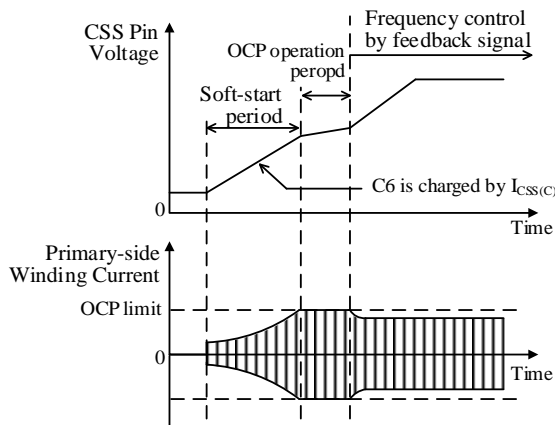 CSS Pin
Voltage
Frequency control
by feedback signal
OCP operation
peropd
Soft-start
period
C6 is charged by ICSS(C)
0
Time
Primary-side
Winding Current
OCP limit
0
Time